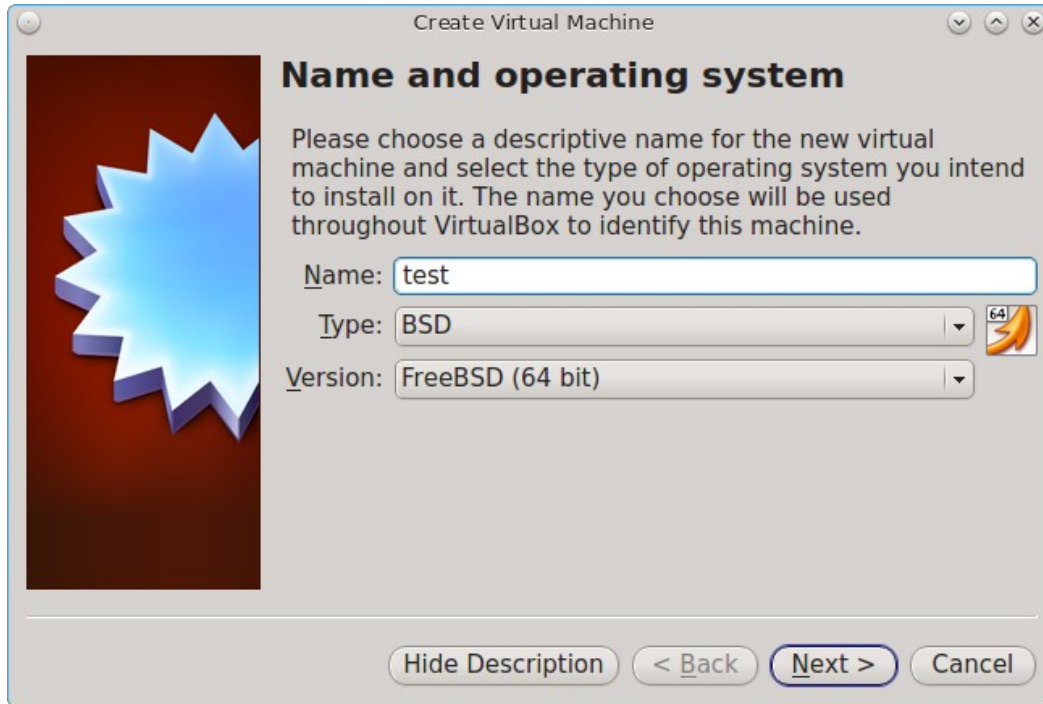 Create Virtual Machine
Name and operating system
Please choose a descriptive name for the new virtual
machine and select the type of operating system you intend
to install on it. The name you choose will be used
throughout VirtualBox to identify this machine.
Name: test
Type: BSD
64
Version: FreeBSD (64 bit)
Hide Description < Back Next > Cancel